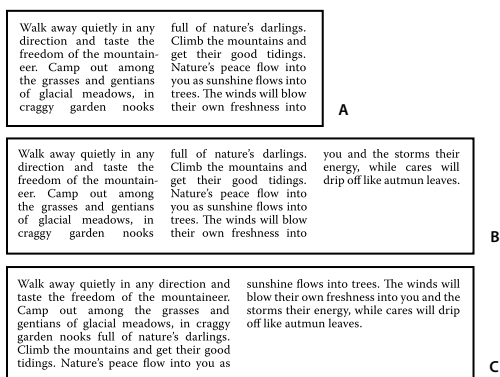 Walk away quietly in any
direction and taste the
freedom of the mountain-
eer. Camp out among
the grasses and gentians
of glacial meadows, in
craggy garden nooks
full of nature's darlings.
Climb the mountains and
get their good tidings.
Nature's peace flow into
you as sunshine flows into
trees. The winds will blow
their own freshness into
A
Walk away quietly in any
direction and taste the
freedom of the mountain-
eer. Camp out among
the grasses and gentians
of glacial meadows, in
craggy garden nooks
full of nature's darlings.
Climb the mountains and
get their good tidings.
Nature's peace flow into
you as sunshine flows into
trees. The winds will blow
their own freshness into
you and the storms their
energy, while cares will
drip off like autmun leaves.
B
Walk away quietly in any direction and
taste the freedom of the mountaineer.
Camp out among the grasses and
gentians of glacial meadows, in craggy
garden nooks full of nature's darlings.
Climb the mountains and get their good
tidings. Nature's peace flow into you as
sunshine flows into trees. The winds will
blow their own freshness into you and the
storms their energy, while cares will drip
off like autmun leaves.
C